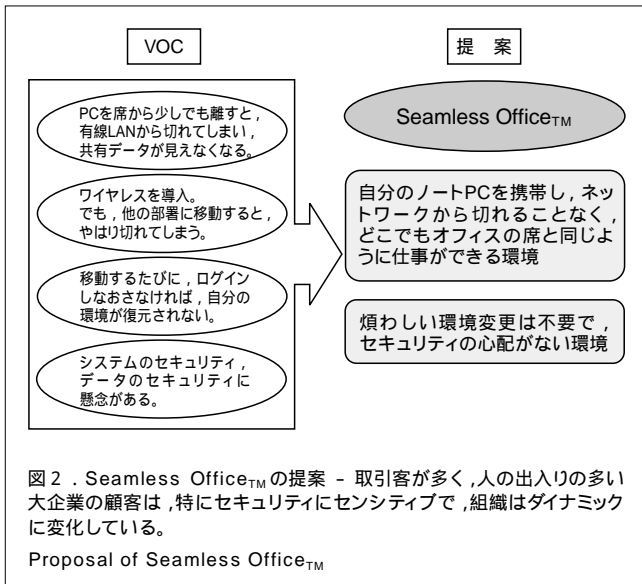 VOC
PCを席から少しでも離すと，
有線LANから切れてしまい，
共有データが見えなくなる。
ワイヤレスを導入。
でも，他の部署に移動すると，
やはり切れてしまう。
移動するたびに，ログイン
しなおさなければ，自分の
環境が復元されない。
システムのセキュリティ，
データのセキュリティに
懸念がある。
提　案
Seamless OfficeTM
自分のノートPCを携帯し，ネッ
トワークから切れることなく，
どこでもオフィスの席と同じよ
うに仕事ができる環境
煩わしい環境変更は不要で，
セキュリティの心配がない環境
図２．Seamless OfficeTMの提案 － 取引客が多く，人の出入りの多い
大企業の顧客は，特にセキュリティにセンシティブで，組織はダイナミック
に変化している。
Proposal of Seamless OfficeTM